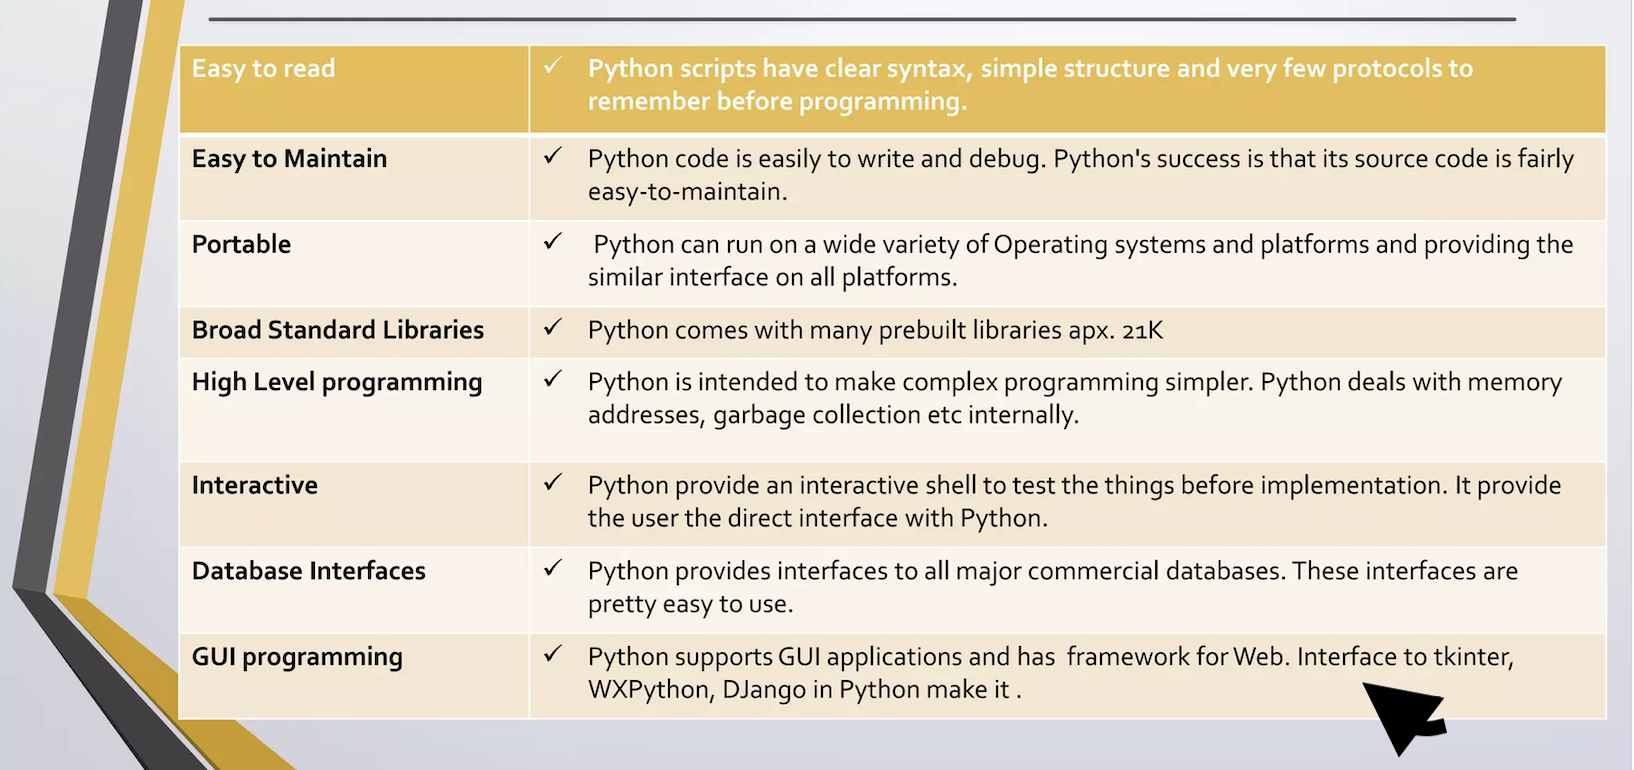 Easy to read
✓ Python scripts have clear syntax, simple structure and very few protocols to
remember before programming.
Easy to Maintain
✓ Python code is easily to write and debug. Python's success is that its source code is fairly
easy-to-maintain.
Portable
✓ Python can run on a wide variety of Operating systems and platforms and providing the
similar interface on all platforms.
Broad Standard Libraries
✓ Python comes with many prebuilt libraries apx. 21K
High Level programming
✓ Python is intended to make complex programming simpler. Python deals with memory
addresses, garbage collection etc internally.
Interactive
✓ Python provide an interactive shell to test the things before implementation. It provide
the user the direct interface with Python.
Database Interfaces
✓ Python provides interfaces to all major commercial databases. These interfaces are
pretty easy to use.
GUI programming
✓ Python supports GUI applications and has framework for Web. Interface to tkinter,
WXPython, DJango in Python make it .